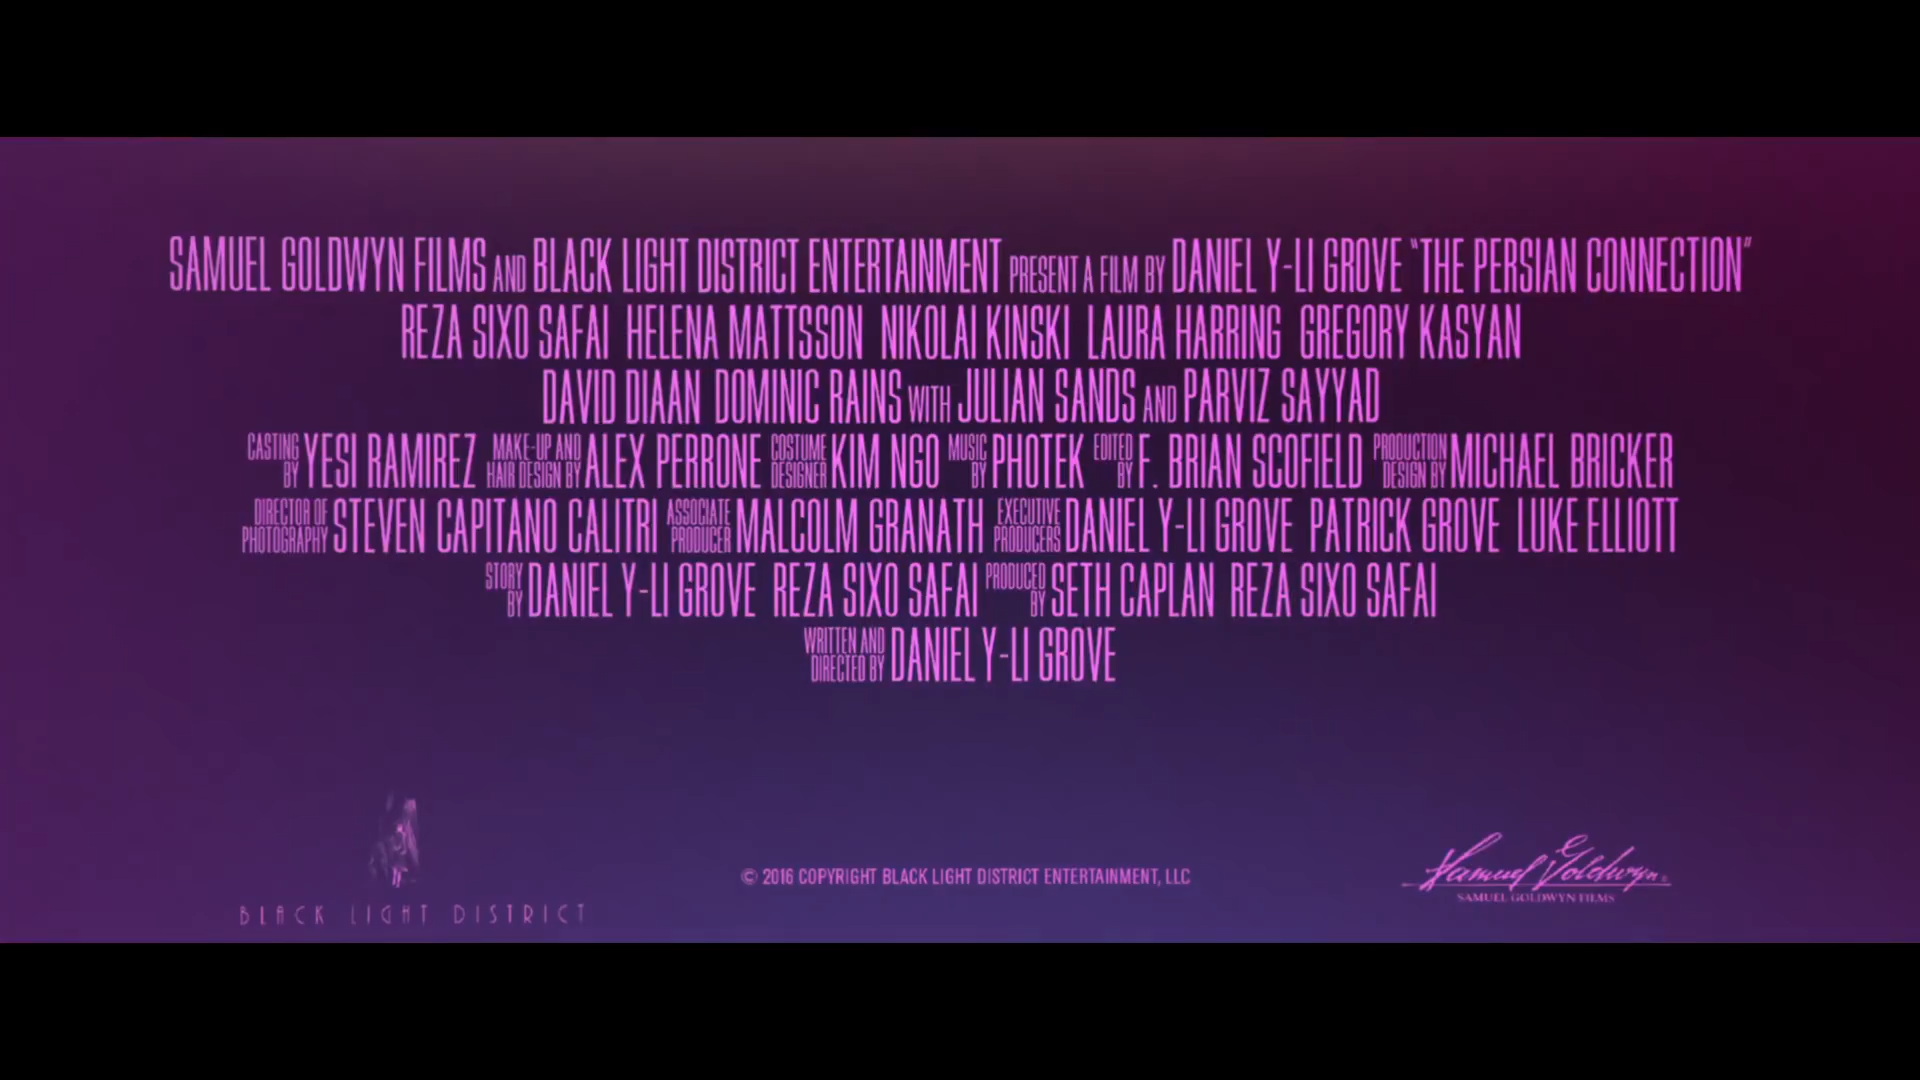 SAMUEL GOLDWYN FILMS AND BLACK LIGHT DISTRICT ENTERTAINMENT PRESENT A FILM BY DANIEL Y-LI GROVE "THE PERSIAN CONNECTION"
REZA SIXO SAFAI HELENA MATTSSON NIKOLAI KINSKI LAURA HARRING GREGORY KASYAN
DAVID DIAAN DOMINIC RAINS WITH JULIAN SANDS AND PARVIZ SAYYAD
CASTING BY YESI RAMIREZ MAKE-UP AND HAIR DESIGN BY ALEX PERRONE COSTUME DESIGNER KIM NGO MUSIC BY PHOTEK EDITED BY F. BRIAN SCOFIELD PRODUCTION DESIGN BY MICHAEL BRICKER
DIRECTOR OF PHOTOGRAPHY STEVEN CAPITANO CALITRI ASSOCIATE PRODUCER MALCOLM GRANATH EXECUTIVE PRODUCERS DANIEL Y-LI GROVE PATRICK GROVE LUKE ELLIOTT
STORY BY DANIEL Y-LI GROVE REZA SIXO SAFAI PRODUCED BY SETH CAPLAN REZA SIXO SAFAI
WRITTEN AND DIRECTED BY DANIEL Y-LI GROVE
BLACK LIGHT DISTRICT
© 2016 COPYRIGHT BLACK LIGHT DISTRICT ENTERTAINMENT, LLC
Samuel Goldwyn
SAMUEL GOLDWYN FILMS